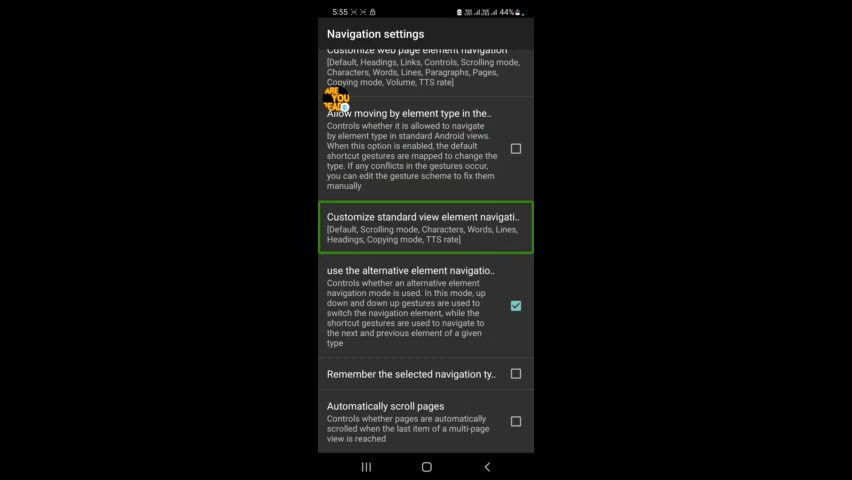 5:55
44%
Navigation settings
Customize web page element navigation
[Default, Headings, Links, Controls, Scrolling mode,
Characters, Words, Lines, Paragraphs, Pages,
Copying mode, Volume, TTS rate]
ARE
YOU
READ
Allow moving by element type in the..
Controls whether it is allowed to navigate
by element type in standard Android views.
When this option is enabled, the default
shortcut gestures are mapped to change the
type. If any conflicts in the gestures occur,
you can edit the gesture scheme to fix them
manually
Customize standard view element navigati..
[Default, Scrolling mode, Characters, Words, Lines,
Headings, Copying mode, TTS rate]
use the alternative element navigatio..
Controls whether an alternative element
navigation mode is used. In this mode, up
down and down up gestures are used to
switch the navigation element, while the
shortcut gestures are used to navigate to
the next and previous element of a given
type
Remember the selected navigation ty..
Automatically scroll pages
Controls whether pages are automatically
scrolled when the last item of a multi-page
view is reached